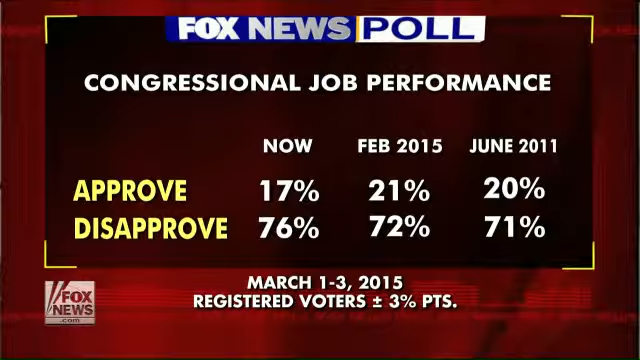 FOX NEWS POLL
CONGRESSIONAL JOB PERFORMANCE
NOW FEB 2015 JUNE 2011
APPROVE 17% 21% 20%
DISAPPROVE 76% 72% 71%
MARCH 1-3, 2015
REGISTERED VOTERS ± 3% PTS.
FOX
NEWS
.com